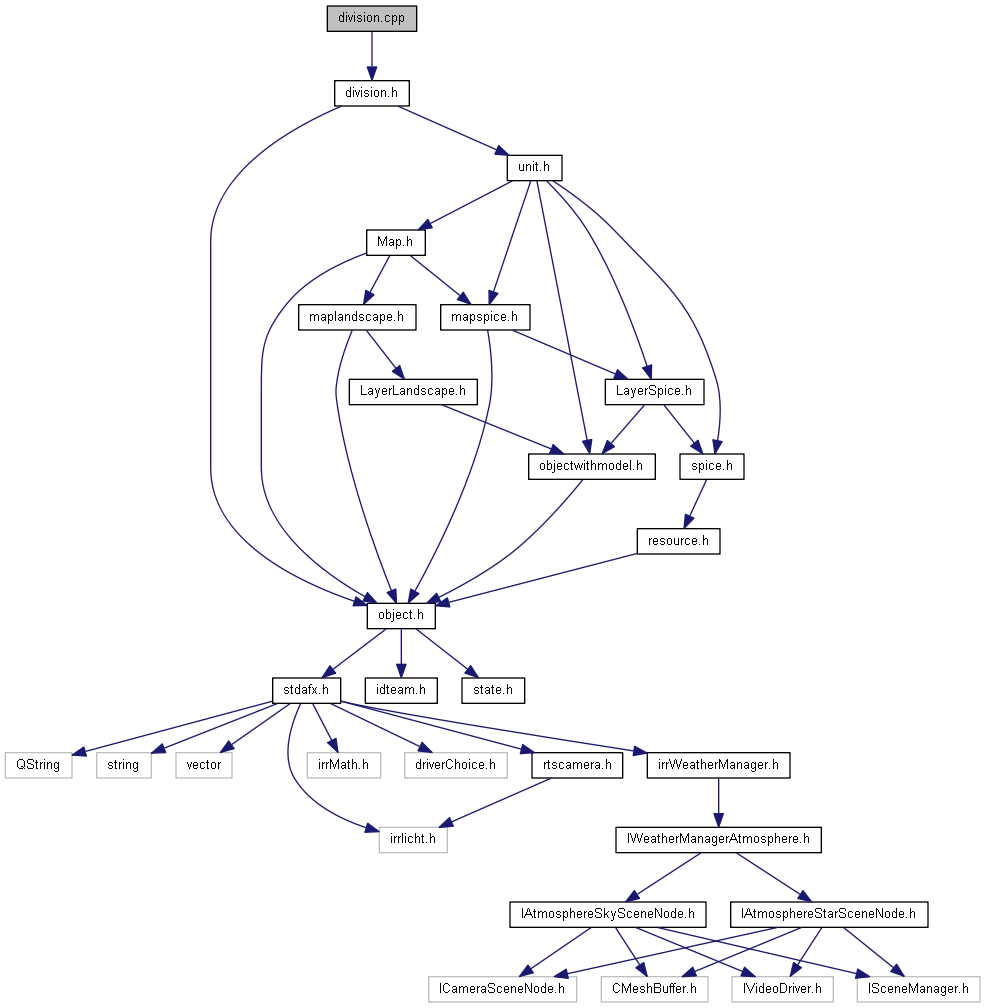 division.cpp
division.h
unit.h
Map.h
maplandscape.h
mapspice.h
LayerLandscape.h
LayerSpice.h
objectwithmodel.h
spice.h
resource.h
object.h
stdafx.h
idteam.h
state.h
QString
string
vector
irrMath.h
driverChoice.h
rtscamera.h
irrWeatherManager.h
irrlicht.h
IWeatherManagerAtmosphere.h
IAtmosphereSkySceneNode.h
IAtmosphereStarSceneNode.h
ICameraSceneNode.h
CMeshBuffer.h
IVideoDriver.h
ISceneManager.h